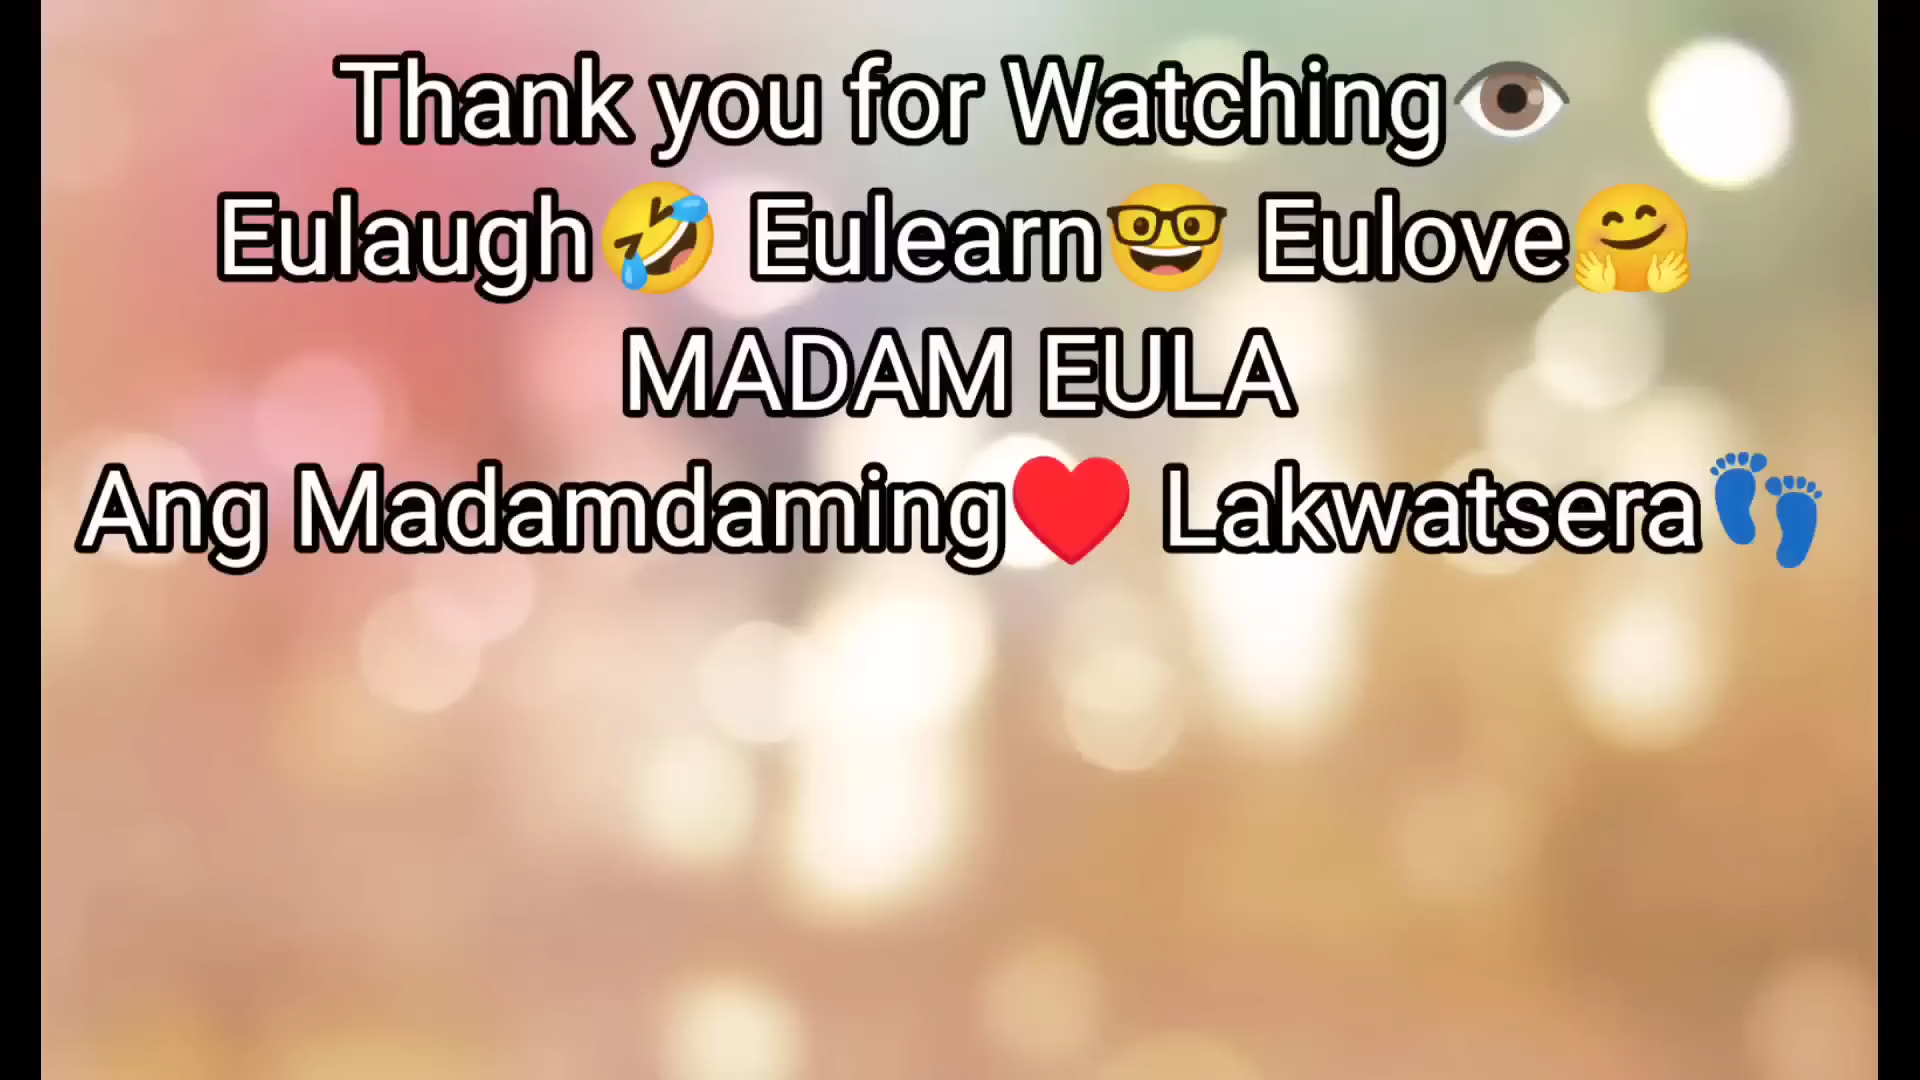 Thank you for Watching👁️
Eulaugh🤣 Eulearn🤓 Eulove🤗
MADAM EULA
Ang Madamdaming❤️ Lakwatsera👣